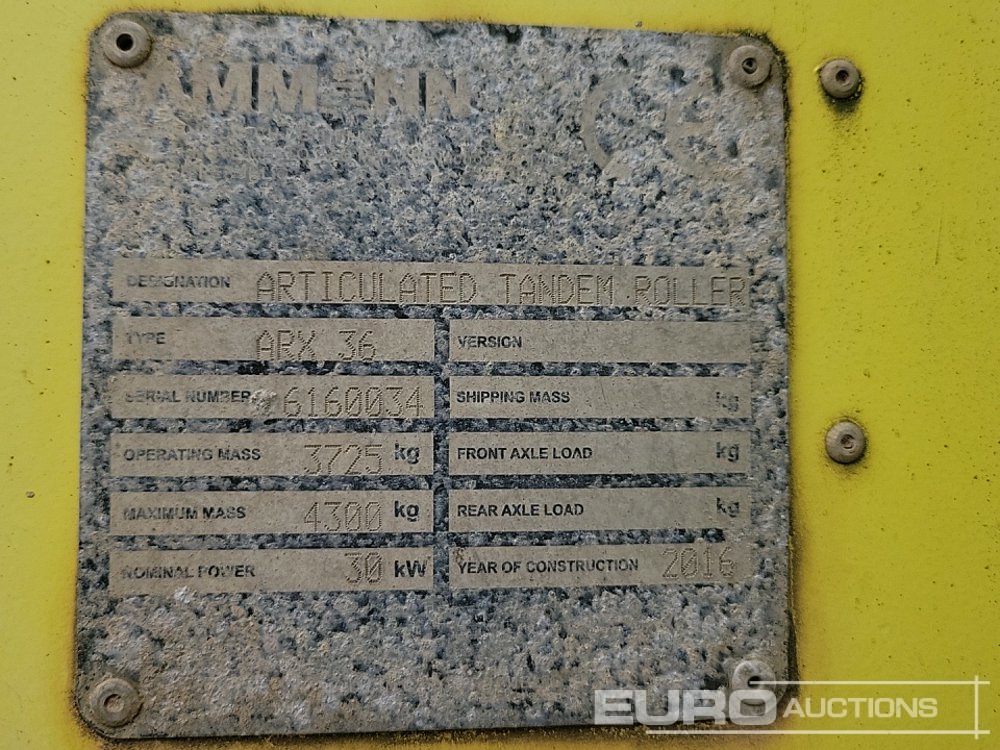 AMMANN CE
DESIGNATION ARTICULATED TANDEM ROLLER
TYPE ARX 36 VERSION
SERIAL NUMBER 6160034 SHIPPING MASS kg
OPERATING MASS 3725 kg FRONT AXLE LOAD kg
MAXIMUM MASS 4300 kg REAR AXLE LOAD kg
NOMINAL POWER 30 kW YEAR OF CONSTRUCTION 2016
EURO AUCTIONS